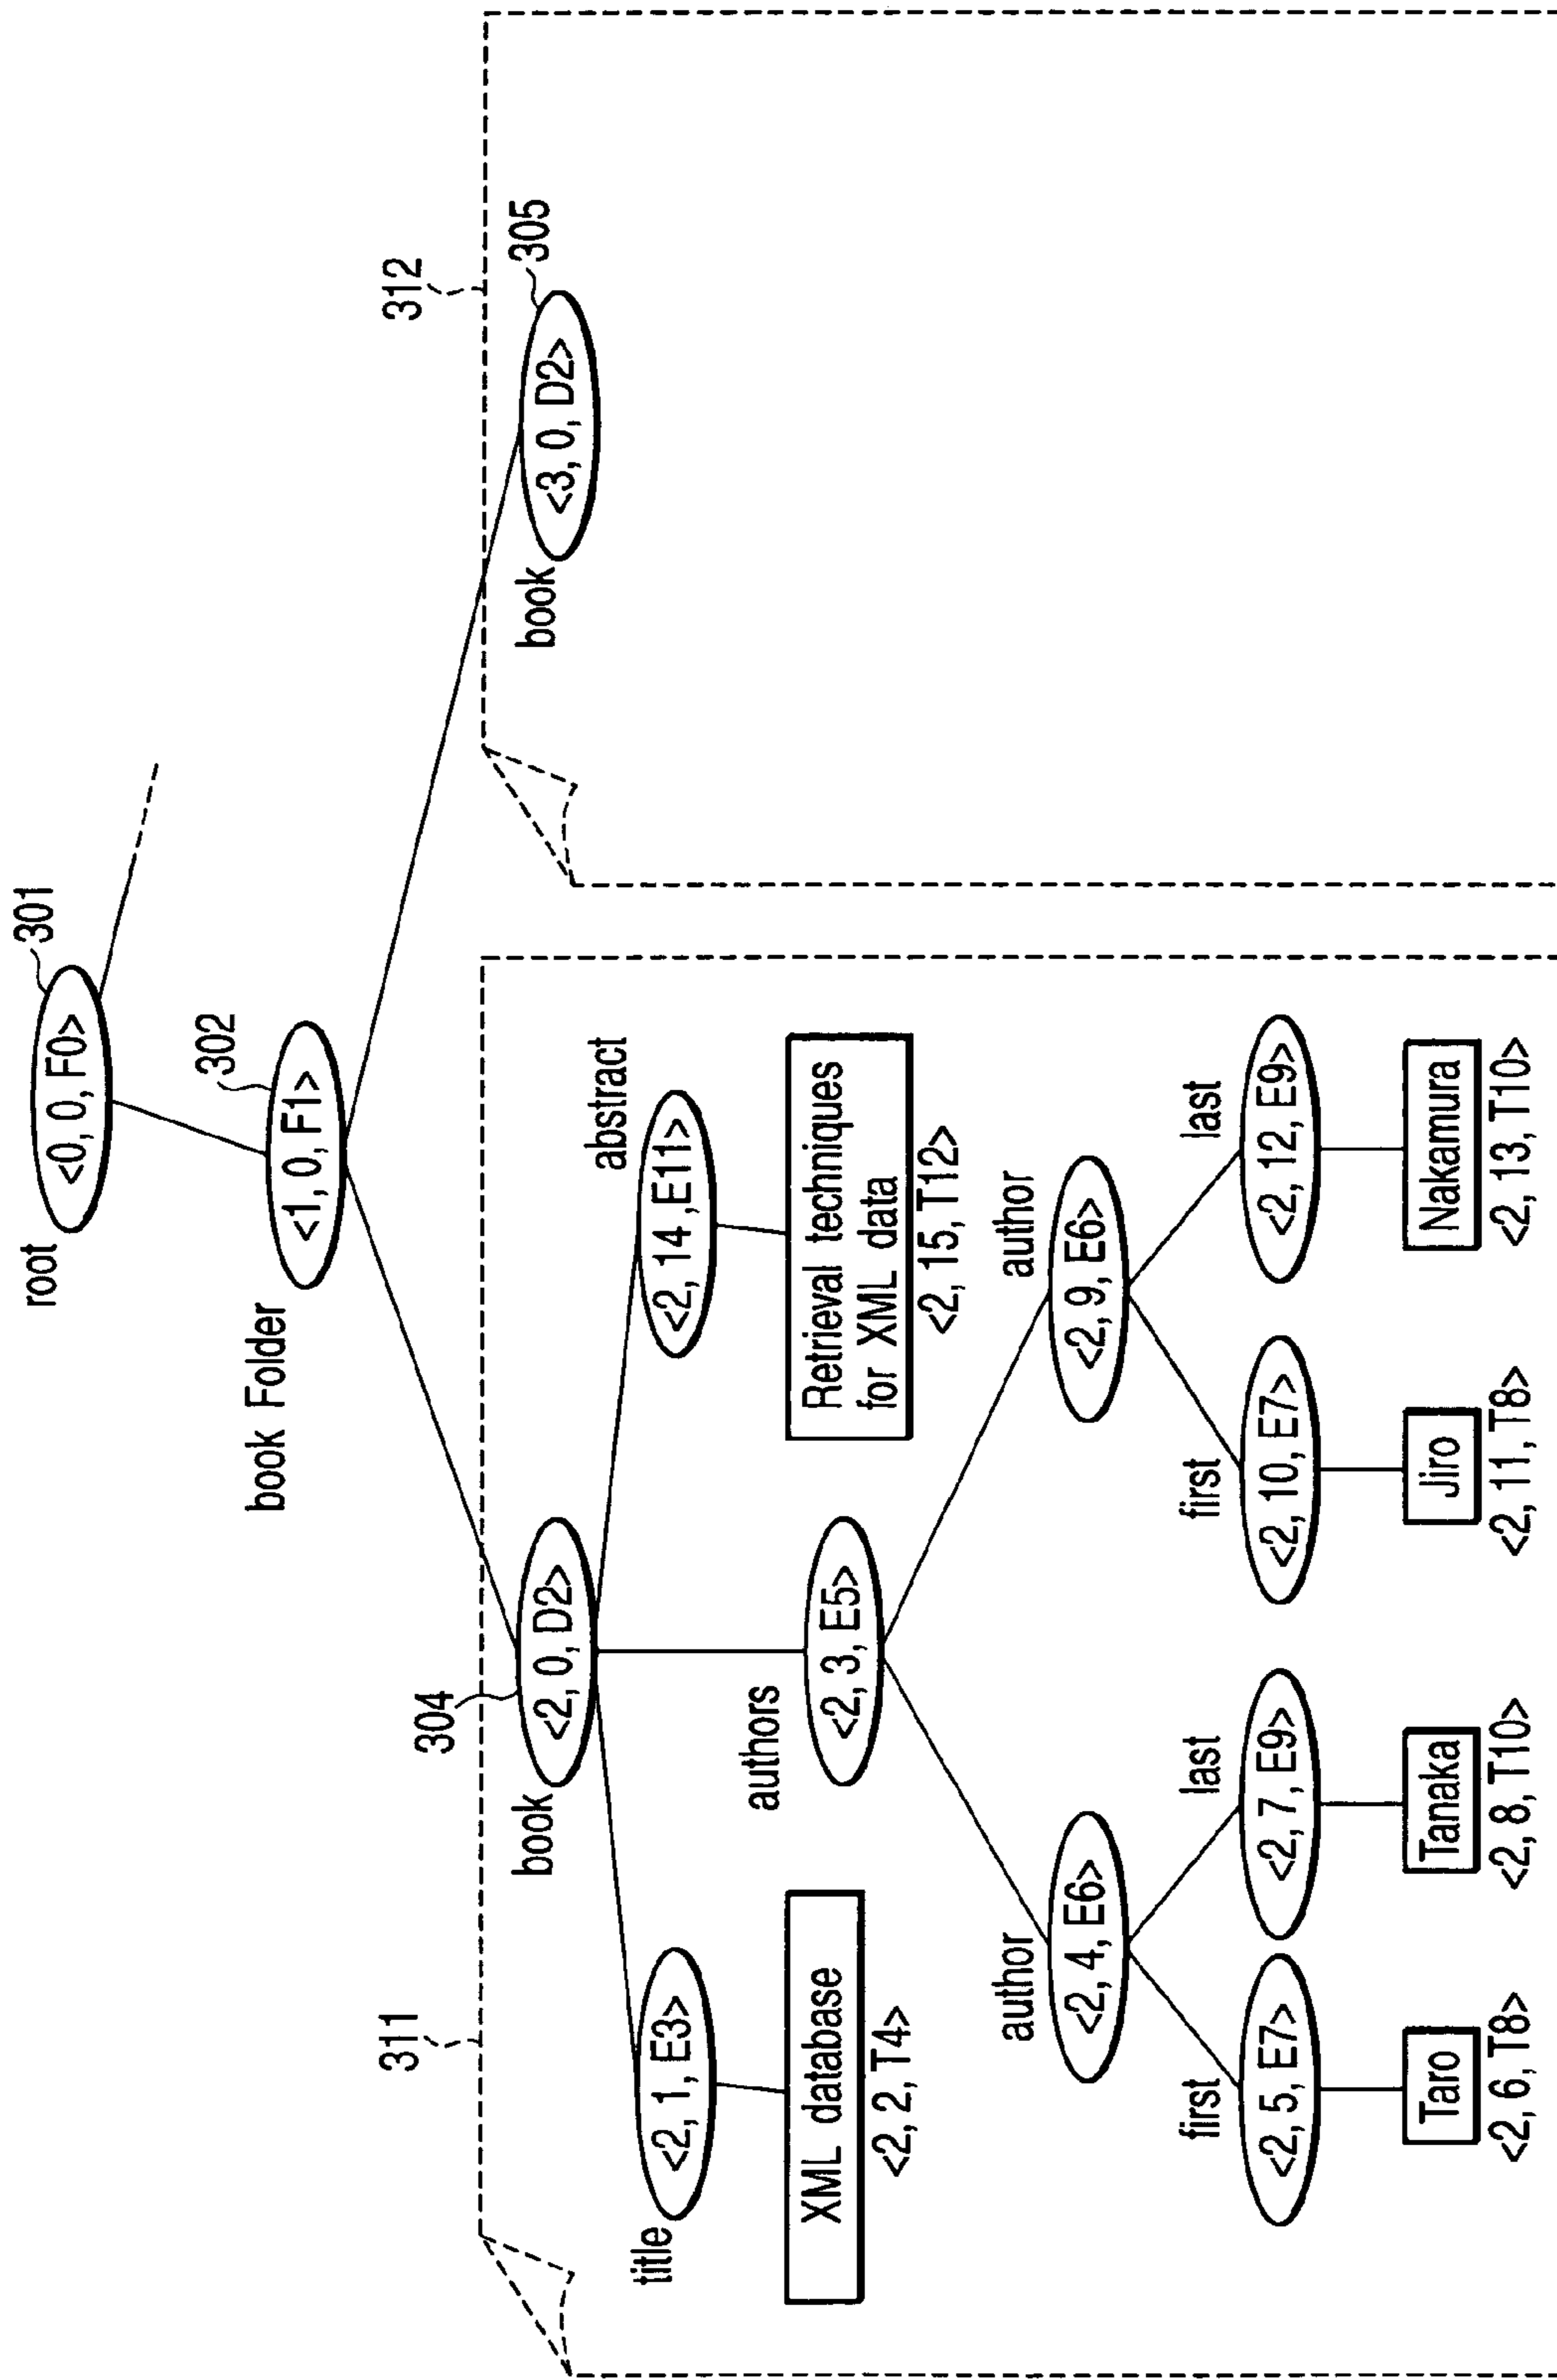 root
<0, 0, F0>
301
book Folder
<1, 0, F1>
302
311
312
book
<2, 0, D2>
304
book
<3, 0, D2>
305
title
<2, 1, E3>
abstract
<2, 14 ,E11>
XML database
<2, 2, T4>
authors
<2, 3, E5>
Retrieval techniques
for XML data
<2, 15, T12>
author
<2, 4, E6>
author
<2, 9, E6>
first
<2, 5, E7>
last
<2, 7, E9>
first
<2, 10, E7>
last
<2, 12, E9>
Taro
<2, 6, T8>
Tanaka
<2, 8, T10>
Jiro
<2, 11, T8>
Nakamura
<2, 13, T10>